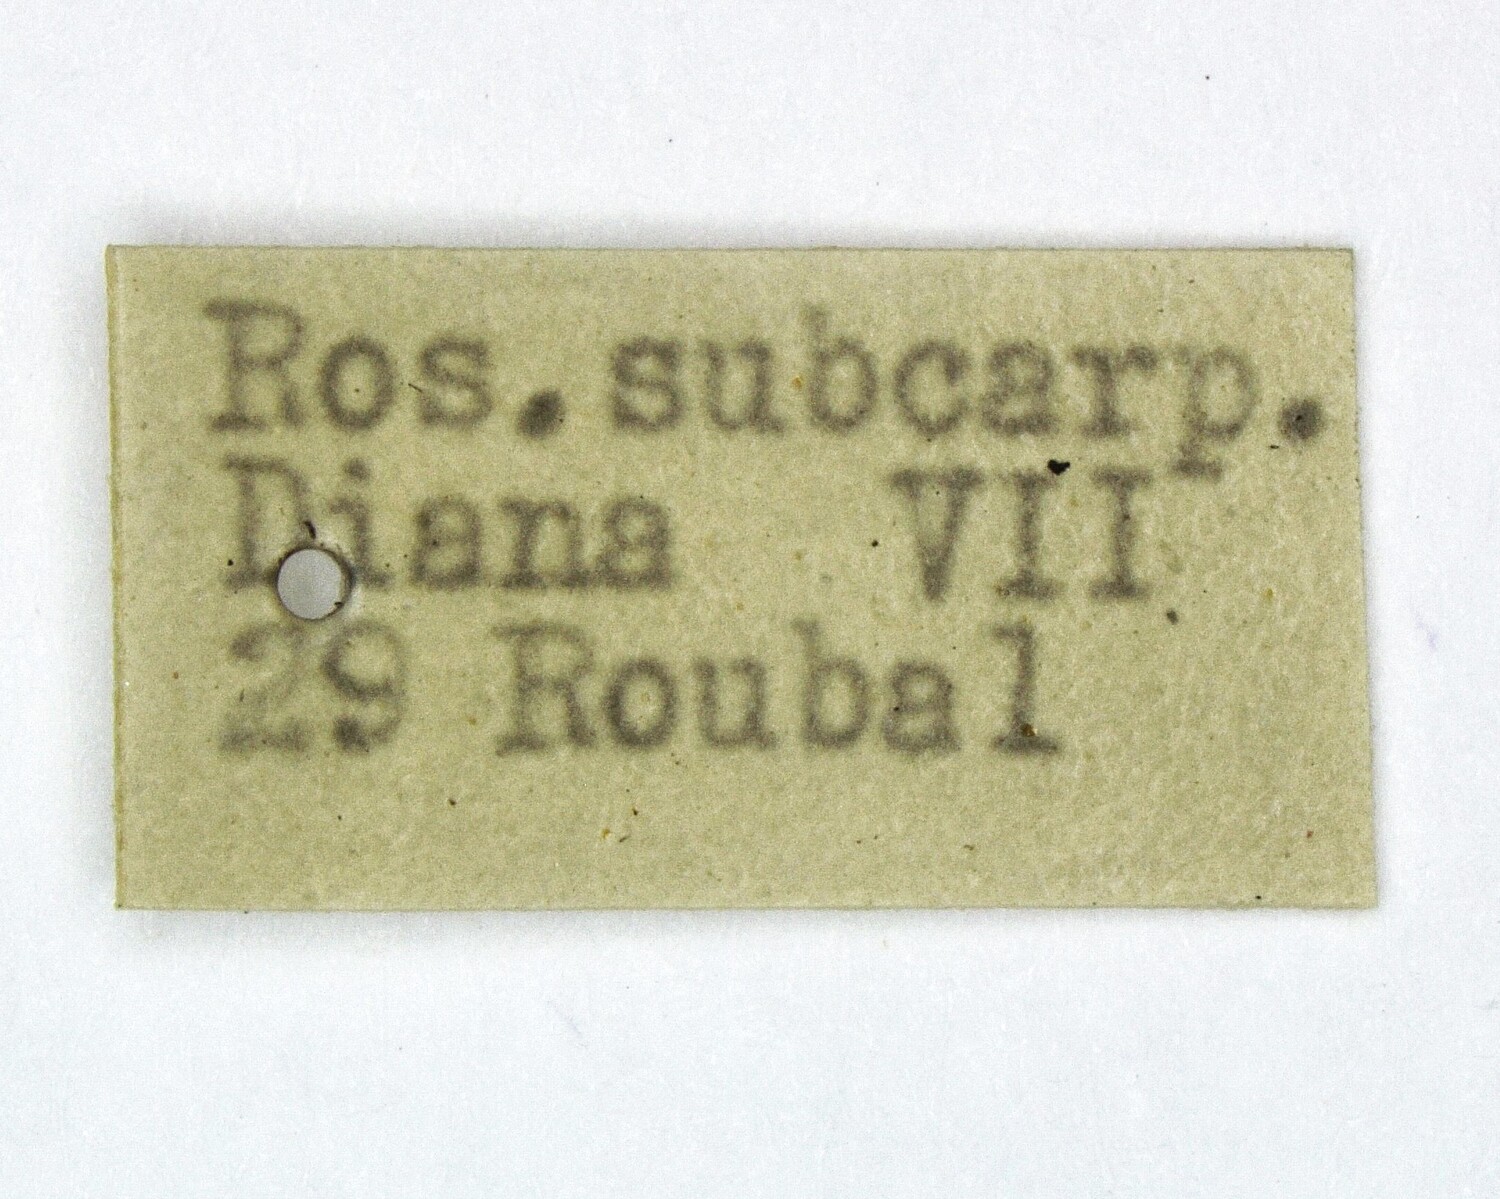 Ros. subcarp.
Diana VII
29 Roubal